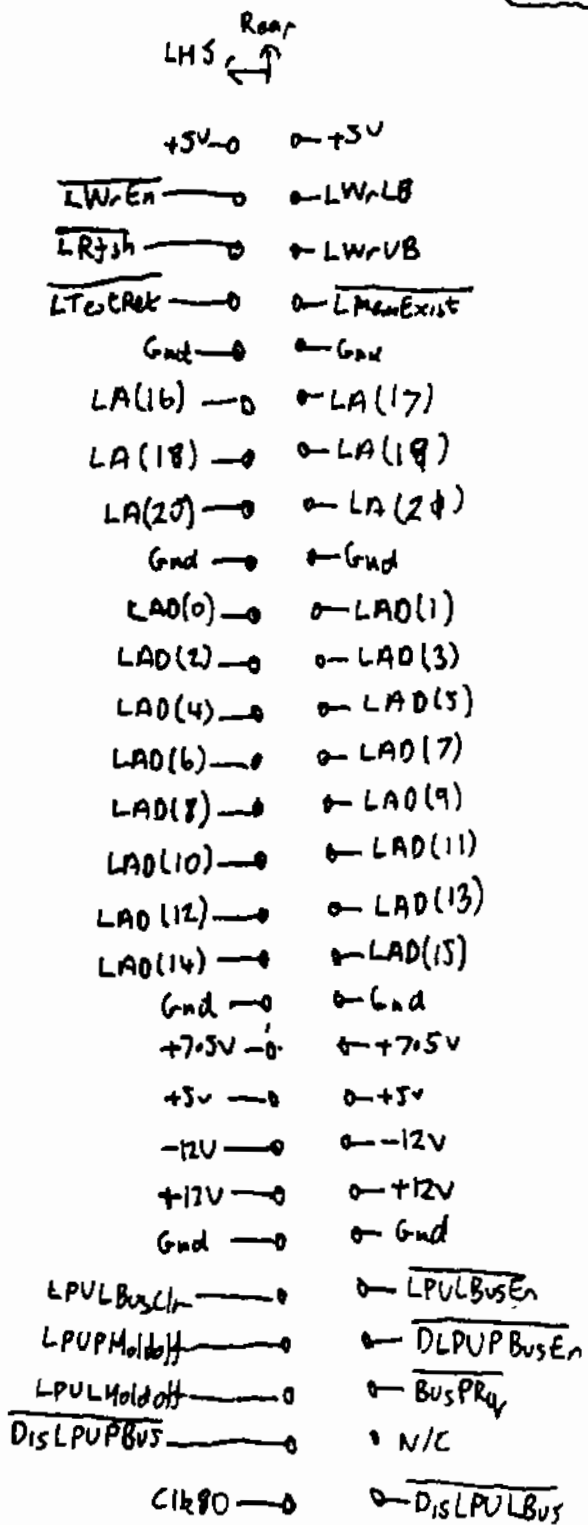 Rear
LHS
+5V +5V
LWrEn LWrLB
LRfsh LWrUB
LTestRet LMemExist
Gnd Gnd
LA(16) LA(17)
LA(18) LA(19)
LA(20) LA(21)
Gnd Gnd
LAD(0) LAD(1)
LAD(2) LAD(3)
LAD(4) LAD(5)
LAD(6) LAD(7)
LAD(8) LAD(9)
LAD(10) LAD(11)
LAD(12) LAD(13)
LAD(14) LAD(15)
Gnd Gnd
+7.5V +7.5V
+5V +5V
-12V -12V
+12V +12V
Gnd Gnd
LPULBusClr LPULBusEn
LPUPHoldoff DLPUPBusEn
LPULHoldoff BusPRq
DisLPUPBus N/C
Clk80 DisLPULBus